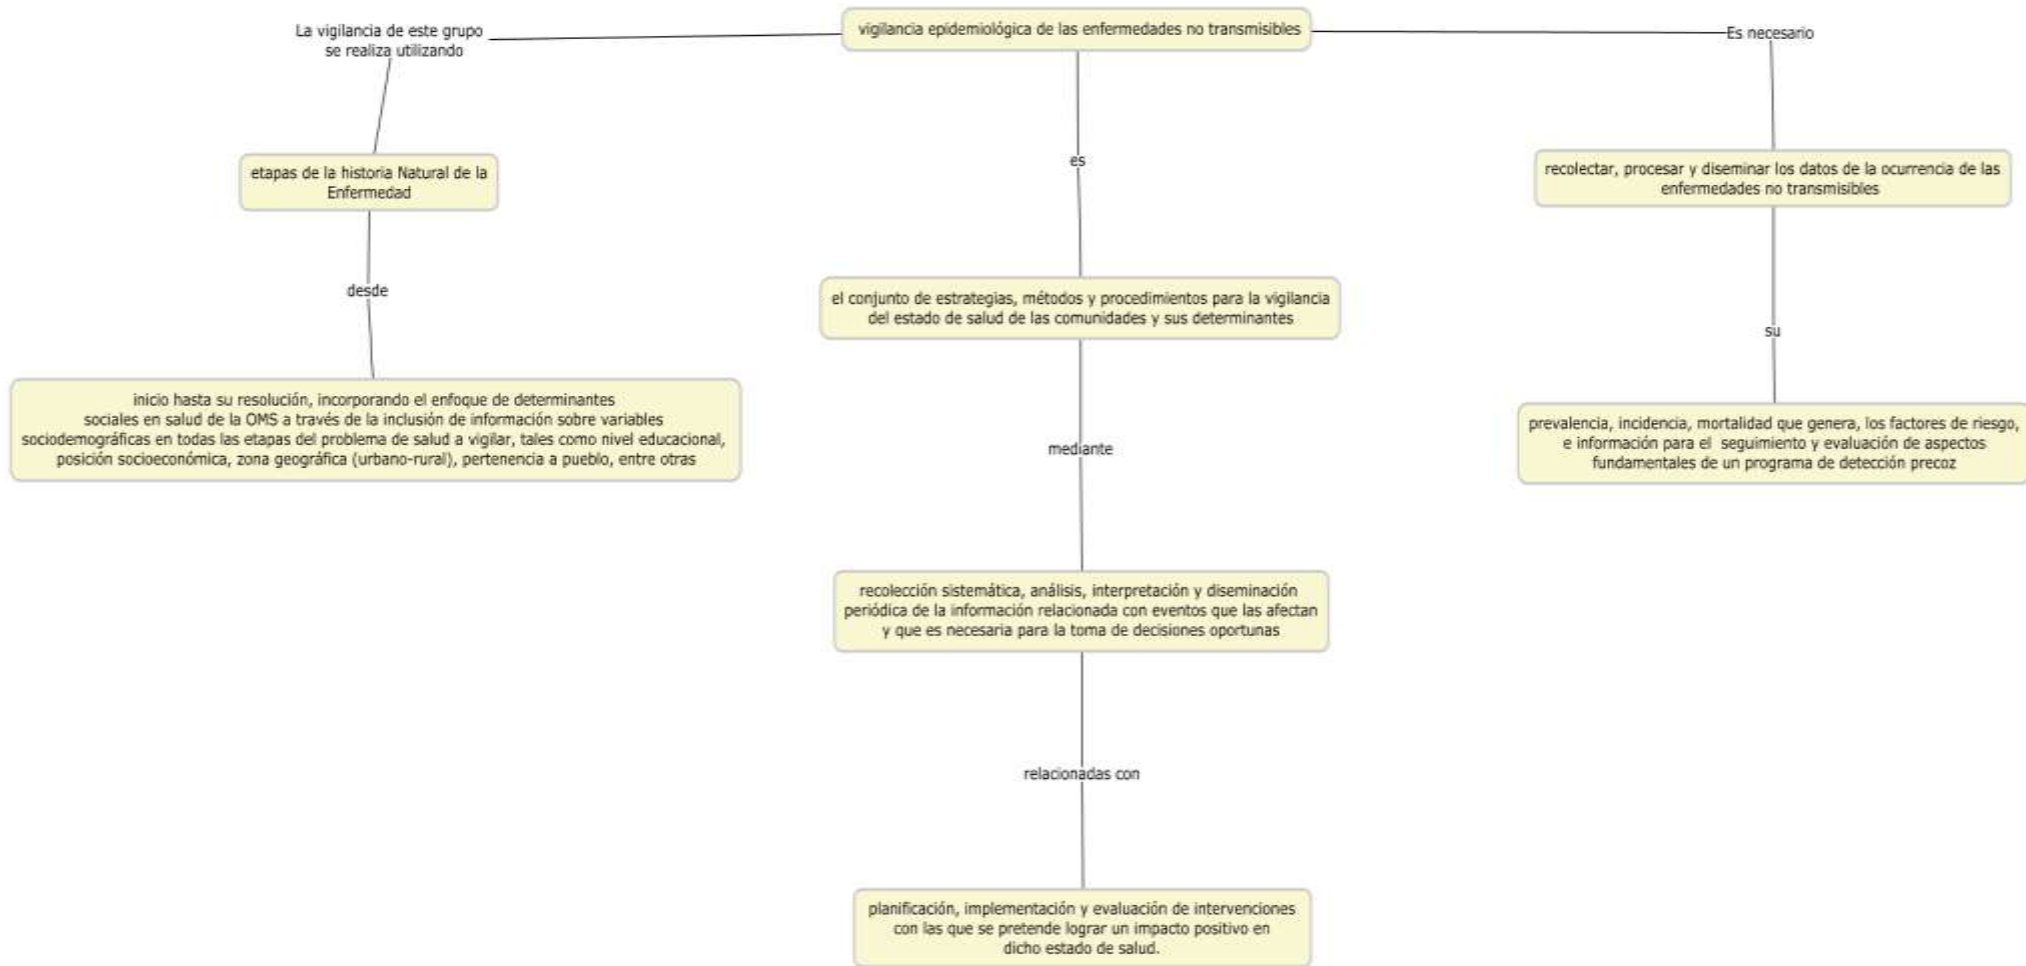 vigilancia epidemiológica de las enfermedades no transmisibles
La vigilancia de este grupo
se realiza utilizando
etapas de la historia Natural de la
Enfermedad
desde
inicio hasta su resolución, incorporando el enfoque de determinantes
sociales en salud de la OMS a través de la inclusión de información sobre variables
sociodemográficas en todas las etapas del problema de salud a vigilar, tales como nivel educacional,
posición socioeconómica, zona geográfica (urbano-rural), pertenencia a pueblo, entre otras
es
el conjunto de estrategias, métodos y procedimientos para la vigilancia
del estado de salud de las comunidades y sus determinantes
mediante
recolección sistemática, análisis, interpretación y diseminación
periódica de la información relacionada con eventos que las afectan
y que es necesaria para la toma de decisiones oportunas
relacionadas con
planificación, implementación y evaluación de intervenciones
con las que se pretende lograr un impacto positivo en
dicho estado de salud.
Es necesario
recolectar, procesar y diseminar los datos de la ocurrencia de las
enfermedades no transmisibles
su
prevalencia, incidencia, mortalidad que genera, los factores de riesgo,
e información para el seguimiento y evaluación de aspectos
fundamentales de un programa de detección precoz